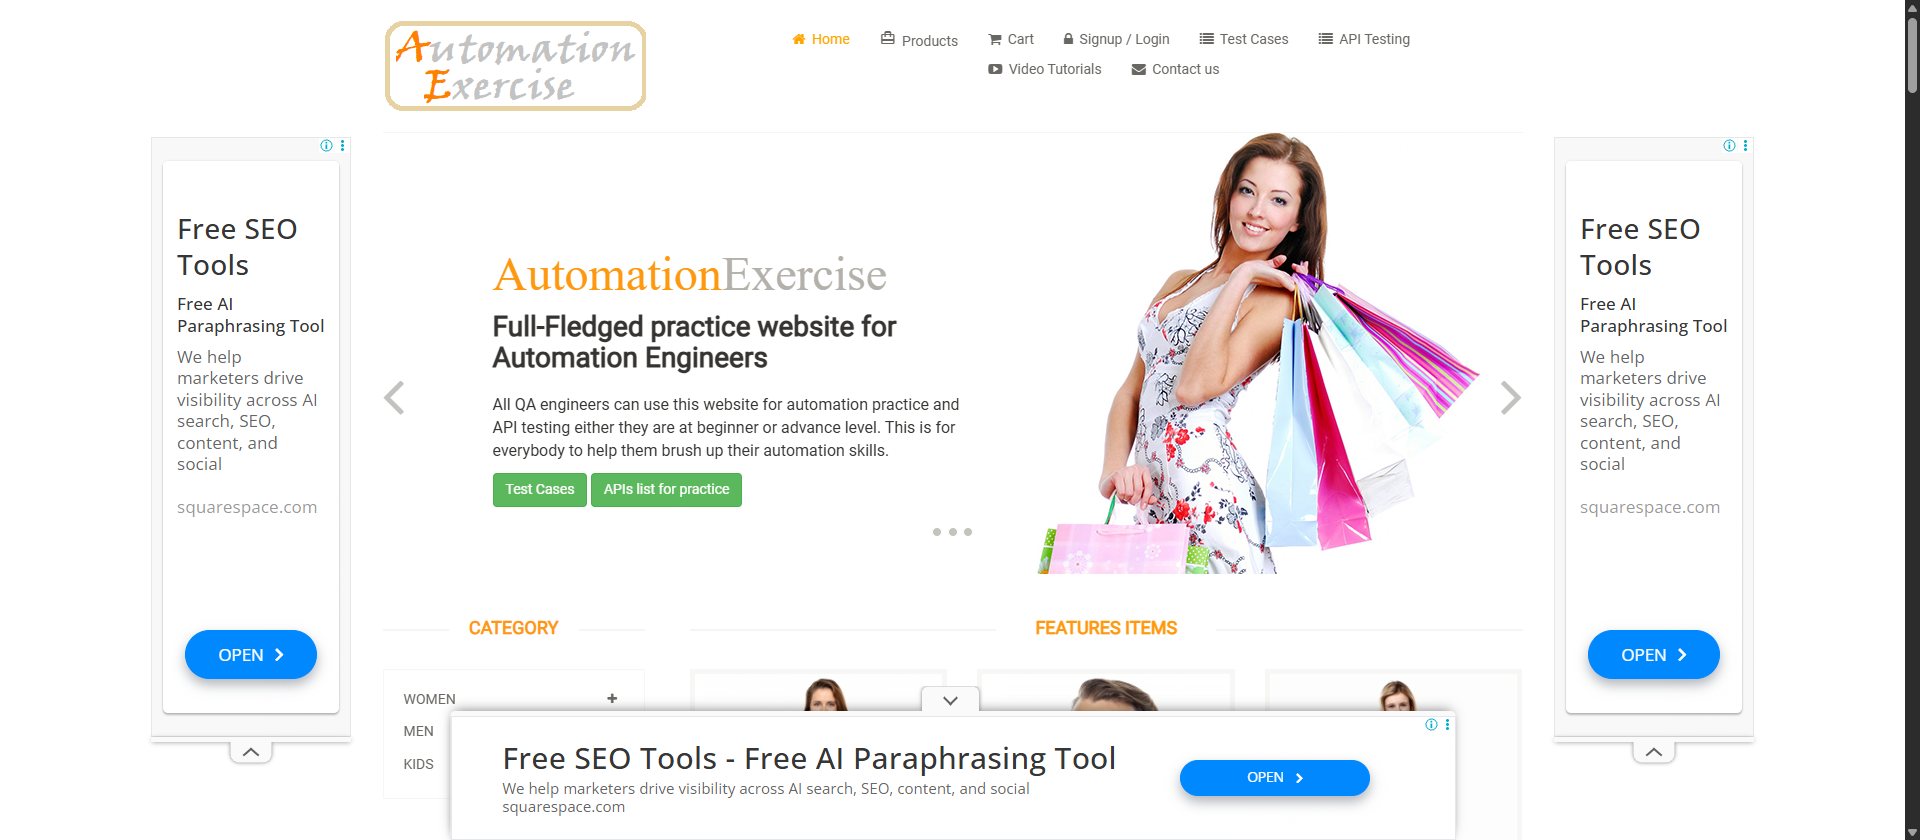 Automation
Exercise
Home
Products
Cart
Signup / Login
Test Cases
API Testing
Video Tutorials
Contact us
Free SEO
Tools
Free AI
Paraphrasing Tool
We help
marketers drive
visibility across AI
search, SEO,
content, and
social
squarespace.com
OPEN
AutomationExercise
Full-Fledged practice website for
Automation Engineers
All QA engineers can use this website for automation practice and
API testing either they are at beginner or advance level. This is for
everybody to help them brush up their automation skills.
Test Cases
APIs list for practice
Free SEO
Tools
Free AI
Paraphrasing Tool
We help
marketers drive
visibility across AI
search, SEO,
content, and
social
squarespace.com
OPEN
CATEGORY
WOMEN
MEN
KIDS
FEATURES ITEMS
Free SEO Tools - Free AI Paraphrasing Tool
We help marketers drive visibility across AI search, SEO, content, and social
squarespace.com
OPEN